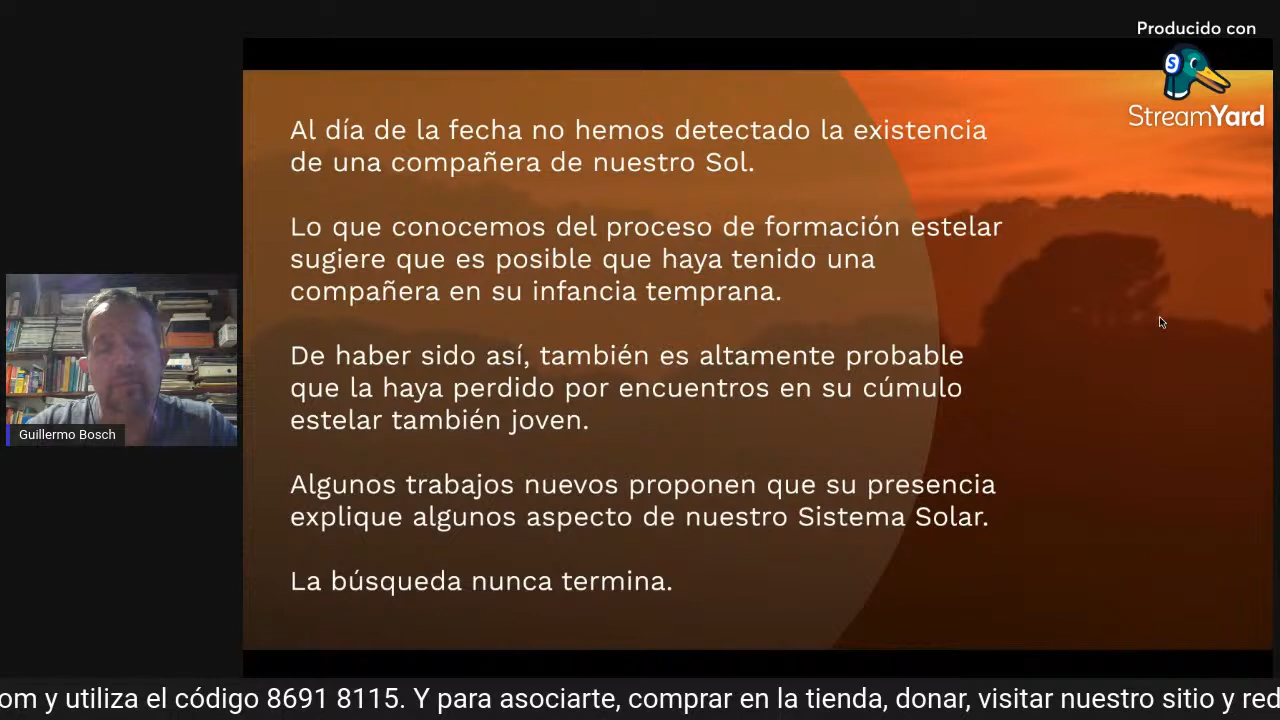 Producido con
S
StreamYard
Al día de la fecha no hemos detectado la existencia
de una compañera de nuestro Sol.
Lo que conocemos del proceso de formación estelar
sugiere que es posible que haya tenido una
compañera en su infancia temprana.
De haber sido así, también es altamente probable
que la haya perdido por encuentros en su cúmulo
estelar también joven.
Algunos trabajos nuevos proponen que su presencia
explique algunos aspecto de nuestro Sistema Solar.
La búsqueda nunca termina.
Guillermo Bosch
om y utiliza el código 8691 8115. Y para asociarte, comprar en la tienda, donar, visitar nuestro sitio y red